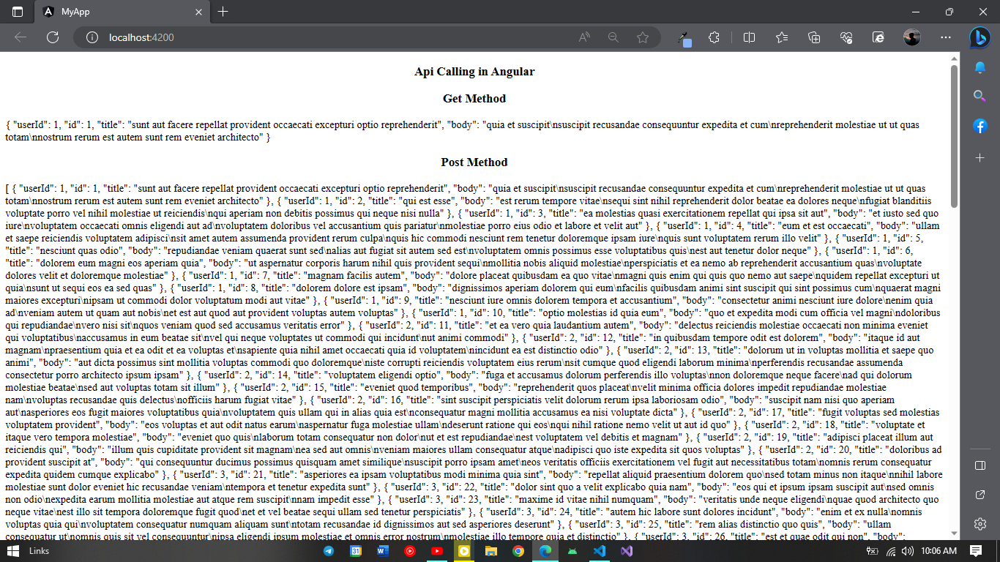 MyApp
localhost:4200
Api Calling in Angular
Get Method
{ "userId": 1, "id": 1, "title": "sunt aut facere repellat provident occaecati excepturi optio reprehenderit", "body": "quia et suscipit\nsuscipit recusandae consequuntur expedita et cum\nreprehenderit molestiae ut ut quas
totam\nnostrum rerum est autem sunt rem eveniet architecto" }
Post Method
[ { "userId": 1, "id": 1, "title": "sunt aut facere repellat provident occaecati excepturi optio reprehenderit", "body": "quia et suscipit\nsuscipit recusandae consequuntur expedita et cum\nreprehenderit molestiae ut ut quas
totam\nnostrum rerum est autem sunt rem eveniet architecto" }, { "userId": 1, "id": 2, "title": "qui est esse", "body": "est rerum tempore vitae\nsequi sint nihil reprehenderit dolor beatae ea dolores neque\nfugiat blanditiis
voluptate porro vel nihil molestiae ut reiciendis\nqui aperiam non debitis possimus qui neque nisi nulla" }, { "userId": 1, "id": 3, "title": "ea molestias quasi exercitationem repellat qui ipsa sit aut", "body": "et iusto sed quo
iure\nvoluptatem occaecati omnis eligendi aut ad\nvoluptatem doloribus vel accusantium quis pariatur\nmolestiae porro eius odio et labore et velit aut" }, { "userId": 1, "id": 4, "title": "eum et est occaecati", "body": "ullam
et saepe reiciendis voluptatem adipisci\nsit amet autem assumenda provident rerum culpa\nquis hic commodi nesciunt rem tenetur doloremque ipsam iure\nquis sunt voluptatem rerum illo velit" }, { "userId": 1, "id": 5,
"title": "nesciunt quas odio", "body": "repudiandae veniam quaerat sunt sed\nalias aut fugiat sit autem sed est\nvoluptatem omnis possimus esse voluptatibus quis\nest aut tenetur dolor neque" }, { "userId": 1, "id": 6,
"title": "dolorem eum magni eos aperiam quia", "body": "ut aspernatur corporis harum nihil quis provident sequi\nmollitia nobis aliquid molestiae\nperspiciatis et ea nemo ab reprehenderit accusantium quas\nvoluptate
dolores velit et doloremque molestiae" }, { "userId": 1, "id": 7, "title": "magnam facilis autem", "body": "dolore placeat quibusdam ea quo vitae\nmagni quis enim qui quis quo nemo aut saepe\nquidem repellat excepturi ut
quia\nsunt ut sequi eos ea sed quas" }, { "userId": 1, "id": 8, "title": "dolorem dolore est ipsam", "body": "dignissimos aperiam dolorem qui eum\nfacilis quibusdam animi sint suscipit qui sint possimus cum\nquaerat magni
maiores excepturi\nipsam ut commodi dolor voluptatum modi aut vitae" }, { "userId": 1, "id": 9, "title": "nesciunt iure omnis dolorem tempora et accusantium", "body": "consectetur animi nesciunt iure dolore\nenim quia
ad\nveniam autem ut quam aut nobis\net est aut quod aut provident voluptas autem voluptas" }, { "userId": 1, "id": 10, "title": "optio molestias id quia eum", "body": "quo et expedita modi cum officia vel magni\ndoloribus
qui repudiandae\nvero nisi sit\nquos veniam quod sed accusamus veritatis error" }, { "userId": 2, "id": 11, "title": "et ea vero quia laudantium autem", "body": "delectus reiciendis molestiae occaecati non minima eveniet
qui voluptatibus\naccusamus in eum beatae sit\nvel qui neque voluptates ut commodi qui incidunt\nut animi commodi" }, { "userId": 2, "id": 12, "title": "in quibusdam tempore odit est dolorem", "body": "itaque id aut
magnam\npraesentium quia et ea odit et ea voluptas et\nsapiente quia nihil amet occaecati quia id voluptatem\nincidunt ea est distinctio odio" }, { "userId": 2, "id": 13, "title": "dolorum ut in voluptas mollitia et saepe quo
animi", "body": "aut dicta possimus sint mollitia voluptas commodi quo doloremque\niste corrupti reiciendis voluptatem eius rerum\nsit cumque quod eligendi laborum minima\nperferendis recusandae assumenda
consectetur porro architecto ipsum ipsam" }, { "userId": 2, "id": 14, "title": "voluptatem eligendi optio", "body": "fuga et accusamus dolorum perferendis illo voluptas\nnon doloremque neque facere\nad qui dolorum
molestiae beatae\nsed aut voluptas totam sit illum" }, { "userId": 2, "id": 15, "title": "eveniet quod temporibus", "body": "reprehenderit quos placeat\nvelit minima officia dolores impedit repudiandae molestiae
nam\nvoluptas recusandae quis delectus\nofficiis harum fugiat vitae" }, { "userId": 2, "id": 16, "title": "sint suscipit perspiciatis velit dolorum rerum ipsa laboriosam odio", "body": "suscipit nam nisi quo aperiam
aut\nasperiores eos fugit maiores voluptatibus quia\nvoluptatem quis ullam qui in alias quia est\nconsequatur magni mollitia accusamus ea nisi voluptate dicta" }, { "userId": 2, "id": 17, "title": "fugit voluptas sed molestias
voluptatem provident", "body": "eos voluptas et aut odit natus earum\naspernatur fuga molestiae ullam\ndeserunt ratione qui eos\nqui nihil ratione nemo velit ut aut id quo" }, { "userId": 2, "id": 18, "title": "voluptate et
itaque vero tempora molestiae", "body": "eveniet quo quis\nlaborum totam consequatur non dolor\nut et est repudiandae\nest voluptatem vel debitis et magnam" }, { "userId": 2, "id": 19, "title": "adipisci placeat illum aut
reiciendis qui", "body": "illum quis cupiditate provident sit magnam\nea sed aut omnis\nveniam maiores ullam consequatur atque\nadipisci quo iste expedita sit quos voluptas" }, { "userId": 2, "id": 20, "title": "doloribus ad
provident suscipit at", "body": "qui consequuntur ducimus possimus quisquam amet similique\nsuscipit porro ipsam amet\neos veritatis officiis exercitationem vel fugit aut necessitatibus totam\nomnis rerum consequatur
expedita quidem cumque explicabo" }, { "userId": 3, "id": 21, "title": "asperiores ea ipsam voluptatibus modi minima quia sint", "body": "repellat aliquid praesentium dolorem quo\nsed totam minus non itaque\nnihil labore
molestiae sunt dolor eveniet hic recusandae veniam\ntempora et tenetur expedita sunt" }, { "userId": 3, "id": 22, "title": "dolor sint quo a velit explicabo quia nam", "body": "eos qui et ipsum ipsam suscipit aut\nsed omnis
non odio\nexpedita earum mollitia molestiae aut atque rem suscipit\nnam impedit esse" }, { "userId": 3, "id": 23, "title": "maxime id vitae nihil numquam", "body": "veritatis unde neque eligendi\nquae quod architecto quo
neque vitae\nest illo sit tempora doloremque fugit quod\net et vel beatae sequi ullam sed tenetur perspiciatis" }, { "userId": 3, "id": 24, "title": "autem hic labore sunt dolores incidunt", "body": "enim et ex nulla\nomnis
voluptas quia qui\nvoluptatem consequatur numquam aliquam sunt\ntotam recusandae id dignissimos aut sed asperiores deserunt" }, { "userId": 3, "id": 25, "title": "rem alias distinctio quo quis", "body": "ullam
consequatur ut\nomnis quis sit vel consequuntur\nipsa eligendi ipsum molestiae et omnis error nostrum\nmolestiae illo tempore quia et distinctio" }, { "userId": 3, "id": 26, "title": "est et quae odit qui non", "body":
Links
31
10:06 AM